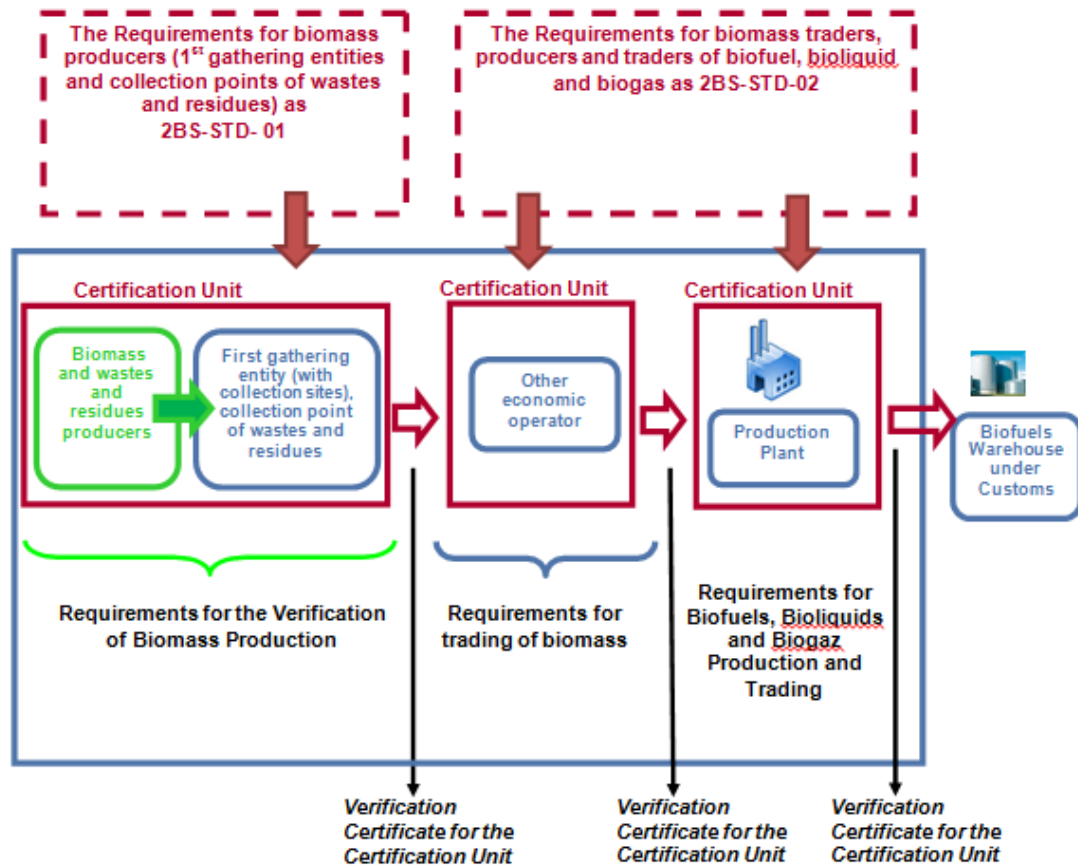 The Requirements for biomass
producers (1st gathering entities
and collection points of wastes
and residues) as
2BS-STD- 01
The Requirements for biomass traders,
producers and traders of biofuel, bioliquid
and biogas as 2BS-STD-02
Certification Unit
Certification Unit
Certification Unit
Biomass
and wastes
and
residues
producers
First gathering
entity (with
collection sites),
collection point
of wastes and
residues
Other
economic
operator
Production
Plant
Biofuels
Warehouse
under
Customs
Requirements for the Verification
of Biomass Production
Requirements for
trading of biomass
Requirements for
Biofuels, Bioliquids
and Biogaz
Production and
Trading
Verification
Certificate for the
Certification Unit
Verification
Certificate for the
Certification Unit
Verification
Certificate for the
Certification Unit